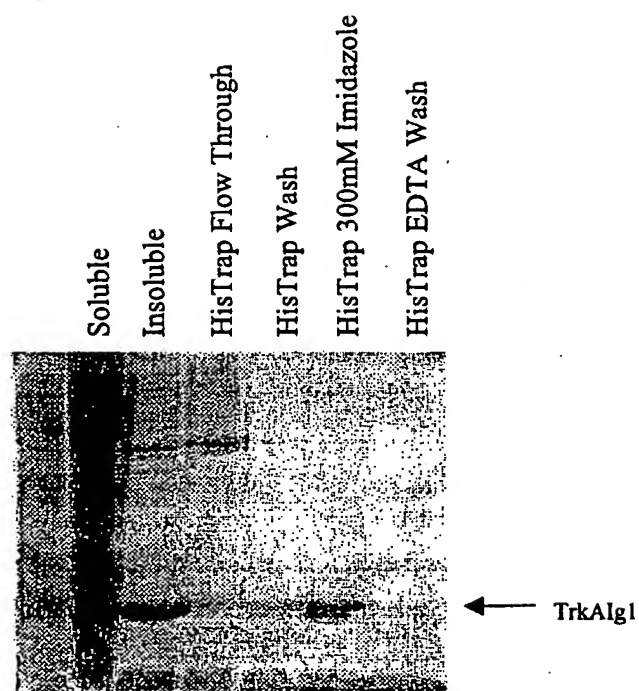 Soluble
Insoluble
HisTrap Flow Through
HisTrap Wash
HisTrap 300mM Imidazole
HisTrap EDTA Wash
TrkAIg1